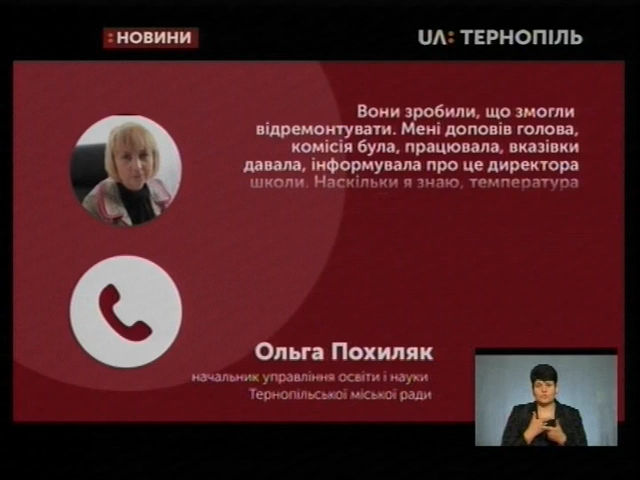 :НОВИНИ
UA: ТЕРНОПІЛЬ
Вони зробили, що змогли
відремонтувати. Мені доповів голова,
комісія була, працювала, вказівки
давала, інформувала про це директора
школи. Наскільки я знаю, температура
Ольга Похиляк
начальник управління освіти і науки
Тернопільської міської ради